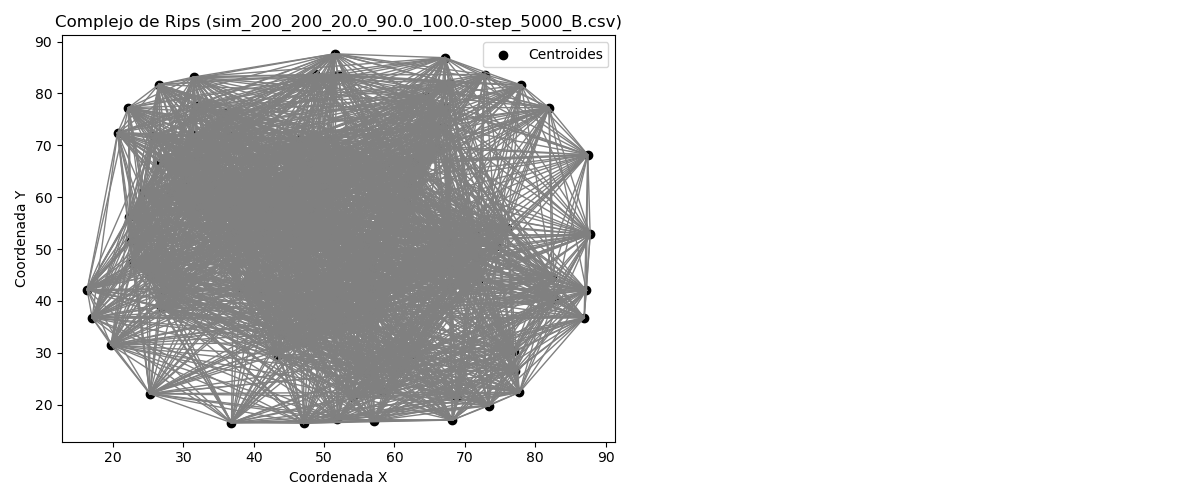 Complejo de Rips (sim_200_200_20.0_90.0_100.0-step_5000_B.csv)
Centroides
90
80
70
60
50
40
30
20
Coordenada Y
20 30 40 50 60 70 80 90
Coordenada X